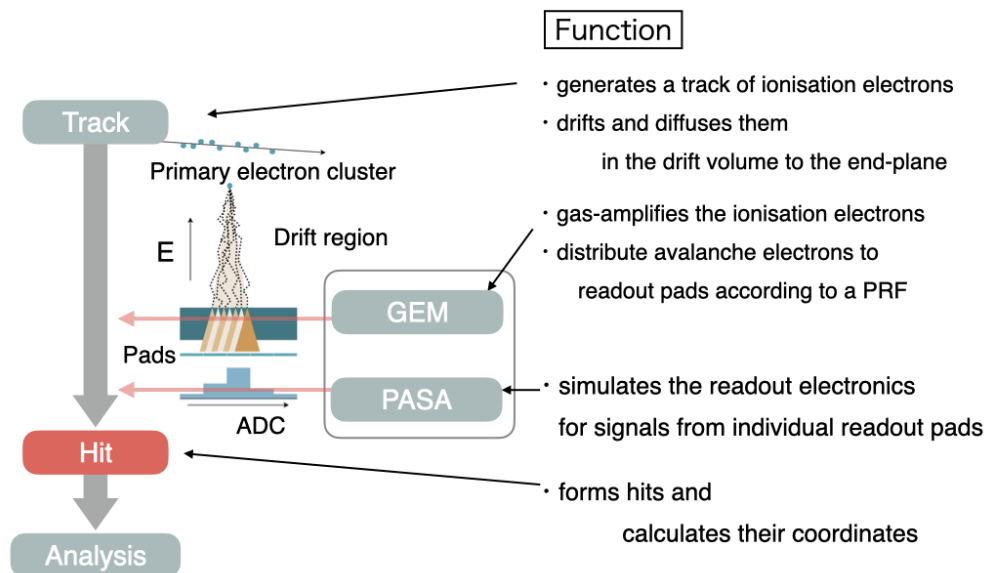 Function
・generates a track of ionisation electrons
・drifts and diffuses them
in the drift volume to the end-plane
Track
Primary electron cluster
E
Drift region
・gas-amplifies the ionisation electrons
・distribute avalanche electrons to
readout pads according to a PRF
GEM
Pads
PASA
ADC
・simulates the readout electronics
for signals from individual readout pads
Hit
・forms hits and
calculates their coordinates
Analysis